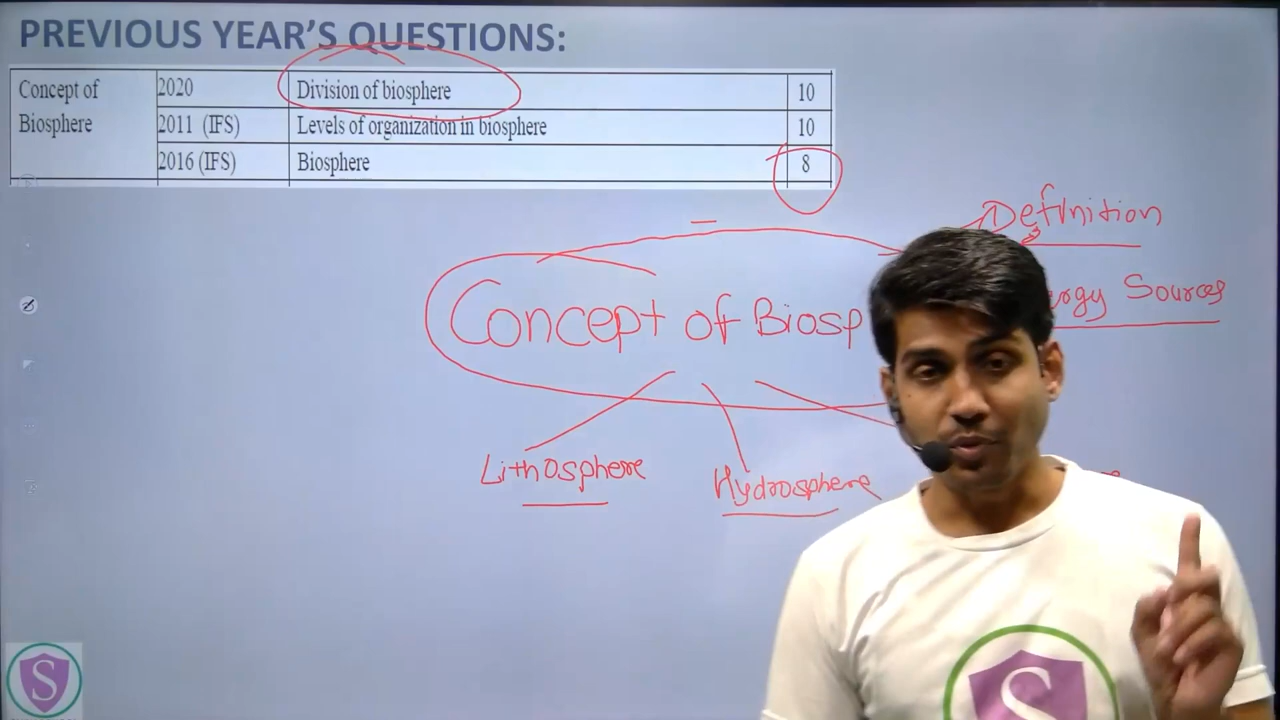 PREVIOUS YEAR'S QUESTIONS:
Concept of Biosphere
2020 Division of biosphere 10
2011 (IFS) Levels of organization in biosphere 10
2016 (IFS) Biosphere 8
Definition
Sources
Concept of Biosp
Lithosphere
Hydrosphere
S
S